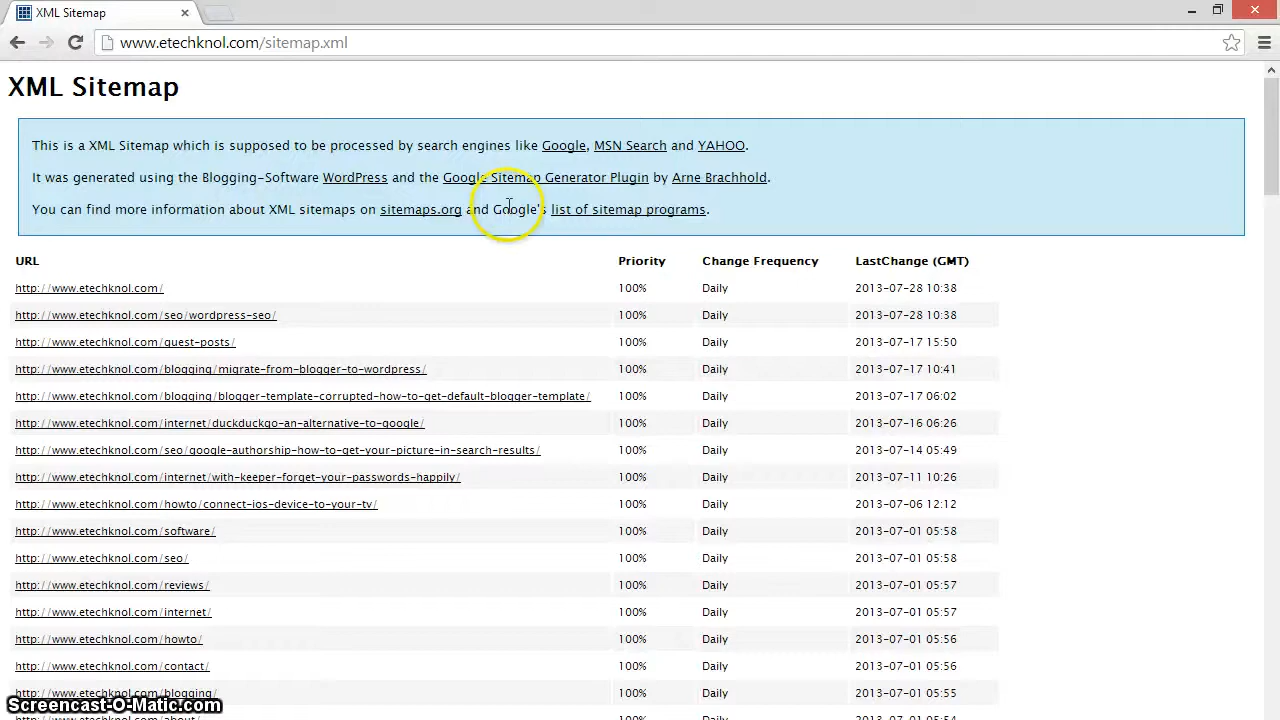 XML Sitemap
www.etechknol.com/sitemap.xml
XML Sitemap
This is a XML Sitemap which is supposed to be processed by search engines like Google, MSN Search and YAHOO.
It was generated using the Blogging-Software WordPress and the Google Sitemap Generator Plugin by Arne Brachhold.
You can find more information about XML sitemaps on sitemaps.org and Google's list of sitemap programs.
URL Priority Change Frequency LastChange (GMT)
http://www.etechknol.com/ 100% Daily 2013-07-28 10:38
http://www.etechknol.com/seo/wordpress-seo/ 100% Daily 2013-07-28 10:38
http://www.etechknol.com/guest-posts/ 100% Daily 2013-07-17 15:50
http://www.etechknol.com/blogging/migrate-from-blogger-to-wordpress/ 100% Daily 2013-07-17 10:41
http://www.etechknol.com/blogging/blogger-template-corrupted-how-to-get-default-blogger-template/ 100% Daily 2013-07-17 06:02
http://www.etechknol.com/internet/duckduckgo-an-alternative-to-google/ 100% Daily 2013-07-16 06:26
http://www.etechknol.com/seo/google-authorship-how-to-get-your-picture-in-search-results/ 100% Daily 2013-07-14 05:49
http://www.etechknol.com/internet/with-keeper-forget-your-passwords-happily/ 100% Daily 2013-07-11 10:26
http://www.etechknol.com/howto/connect-ios-device-to-your-tv/ 100% Daily 2013-07-06 12:12
http://www.etechknol.com/software/ 100% Daily 2013-07-01 05:58
http://www.etechknol.com/seo/ 100% Daily 2013-07-01 05:58
http://www.etechknol.com/reviews/ 100% Daily 2013-07-01 05:57
http://www.etechknol.com/internet/ 100% Daily 2013-07-01 05:57
http://www.etechknol.com/howto/ 100% Daily 2013-07-01 05:56
http://www.etechknol.com/contact/ 100% Daily 2013-07-01 05:56
http://www.etechknol.com/blogging/ 100% Daily 2013-07-01 05:55
Screencast-O-Matic.com
http://www.etechknol.com/about/ 100% Daily 2013-07-01 05:54